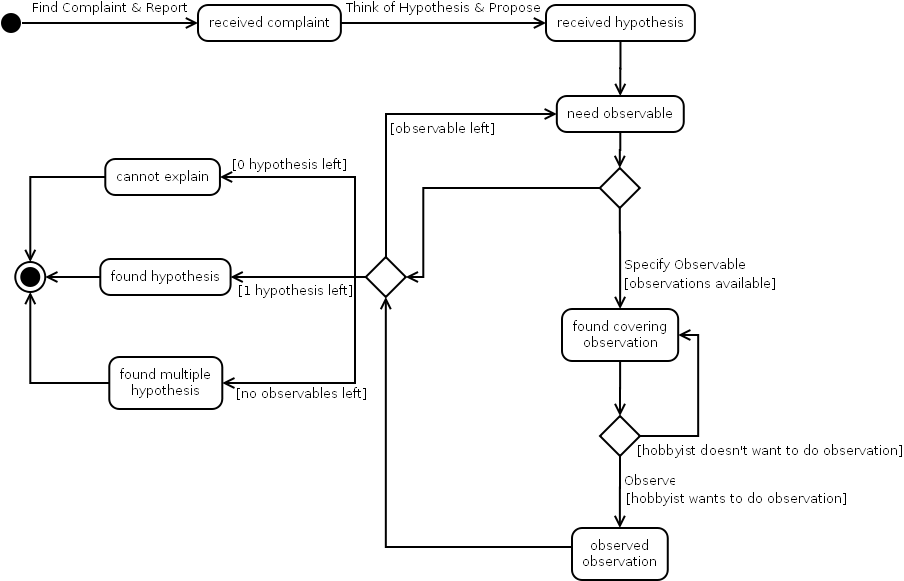 Find Complaint & Report
received complaint
Think of Hypothesis & Propose
received hypothesis
need observable
[observable left]
[0 hypothesis left]
cannot explain
found hypothesis
[1 hypothesis left]
found multiple
hypothesis
[no observables left]
Specify Observable
[observations available]
found covering
observation
[hobbyist doesn't want to do observation]
Observe
[hobbyist wants to do observation]
observed
observation